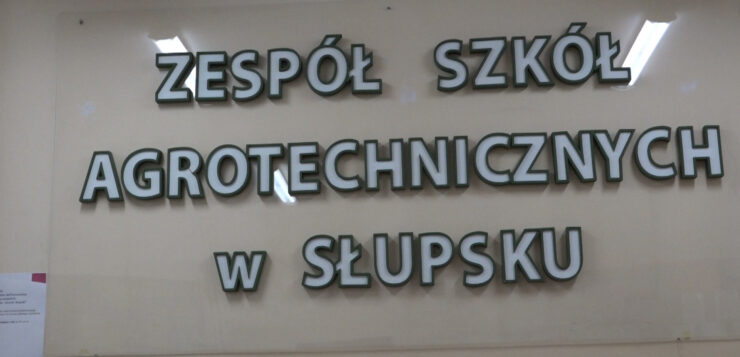 ZESPÓŁ SZKÓŁ
AGROTECHNICZNYCH
w SŁUPSKU